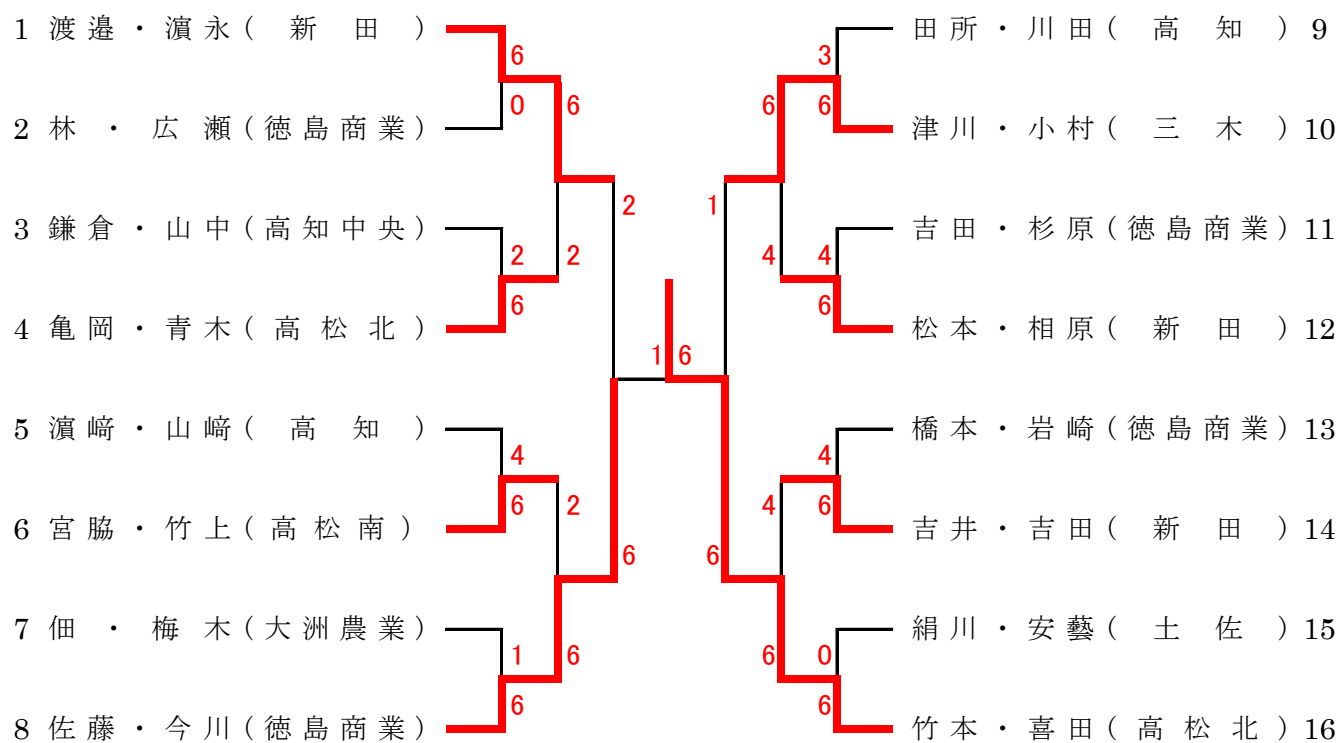 1 渡邉・濵永(新田)
6
0
6
2 林・広瀬(徳島商業)
2
3 鎌倉・山中(高知中央)
2
2
6
4 亀岡・青木(高松北)
5 濵﨑・山﨑(高知)
4
6
2
6 宮脇・竹上(高松南)
6
7 佃・梅木(大洲農業)
1
6
6
8 佐藤・今川(徳島商業)
1 6
田所・川田(高知) 9
3
6
6
津川・小村(三木) 10
1
吉田・杉原(徳島商業) 11
4
4
6
松本・相原(新田) 12
橋本・岩崎(徳島商業) 13
4
4
6
吉井・吉田(新田) 14
6
絹川・安藝(土佐) 15
6
0
6
竹本・喜田(高松北) 16